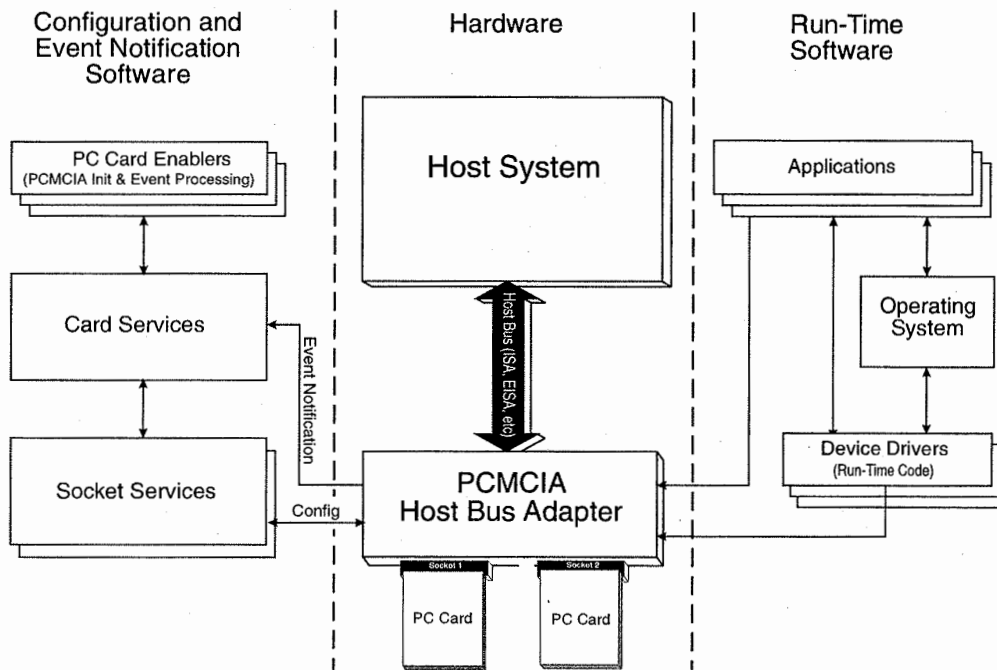 Configuration and
Event Notification
Software
Hardware
Run-Time
Software
PC Card Enablers
(PCMCIA Init & Event Processing)
Host System
Applications
Card Services
Event Notification
Host Bus (ISA, EISA, etc)
Operating
System
Socket Services
Config
PCMCIA
Host Bus Adapter
Device Drivers
(Run-Time Code)
Socket 1
Socket 2
PC Card
PC Card